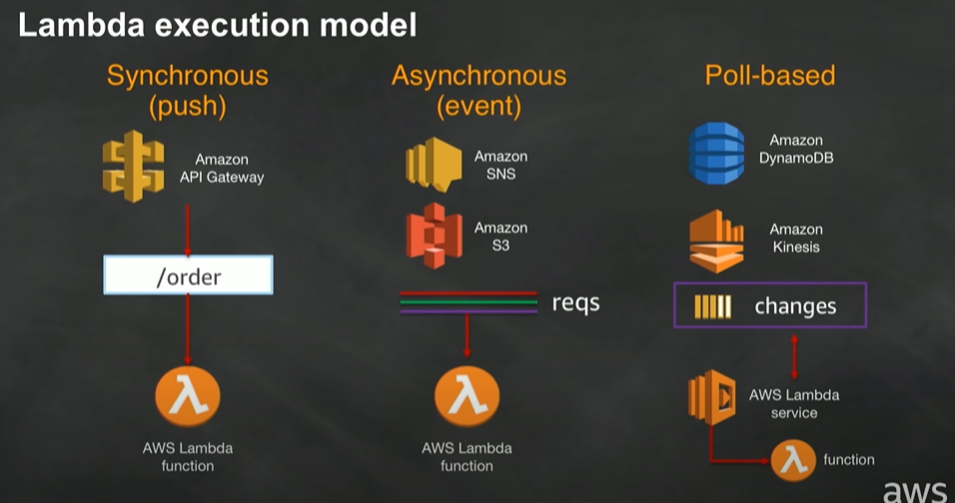 Lambda execution model
Synchronous
(push)
Amazon
API Gateway
/order
AWS Lambda
function
Asynchronous
(event)
Amazon
SNS
Amazon
S3
reqs
AWS Lambda
function
Poll-based
Amazon
DynamoDB
Amazon
Kinesis
changes
AWS Lambda
service
function
aws